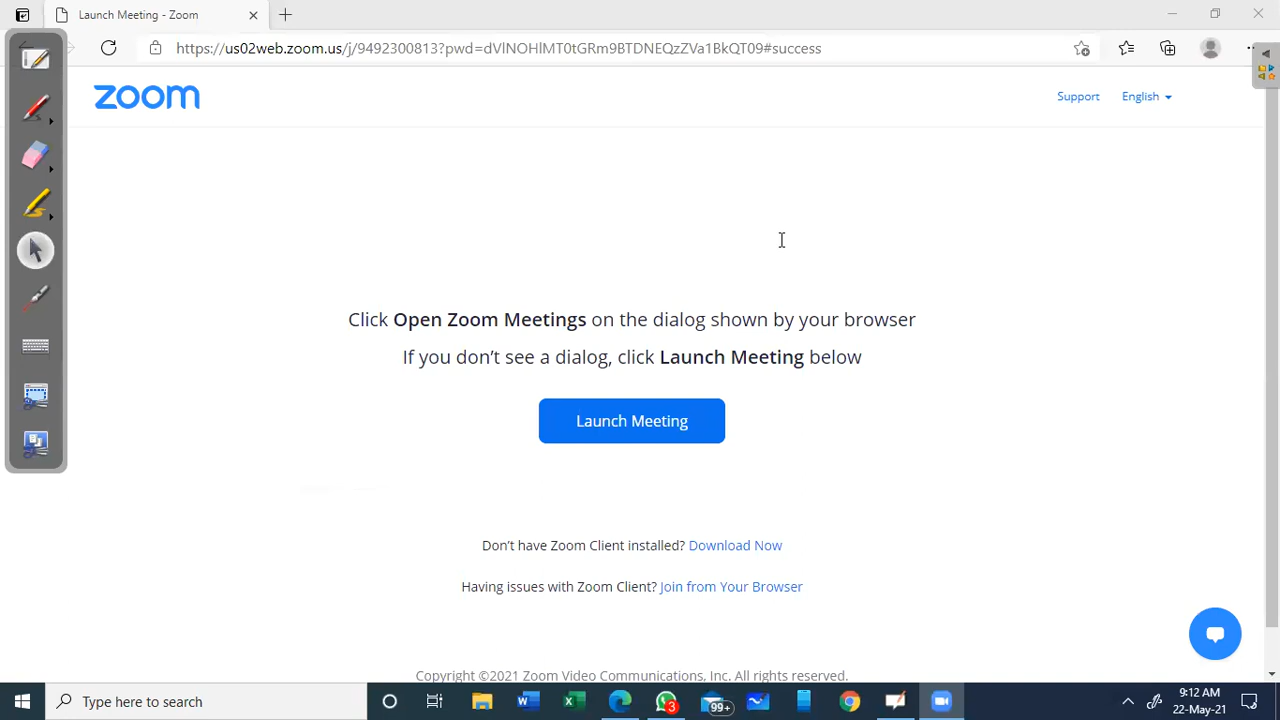 Launch Meeting - Zoom
https://us02web.zoom.us/j/9492300813?pwd=dVlNOHlMT0tGRm9BTDNEQzZVa1BkQT09#success
zoom
Support
English
Click Open Zoom Meetings on the dialog shown by your browser
If you don’t see a dialog, click Launch Meeting below
Launch Meeting
Don’t have Zoom Client installed? Download Now
Having issues with Zoom Client? Join from Your Browser
Copyright ©2021 Zoom Video Communications, Inc. All rights reserved.
Type here to search
3
99+
9:12 AM
22-May-21